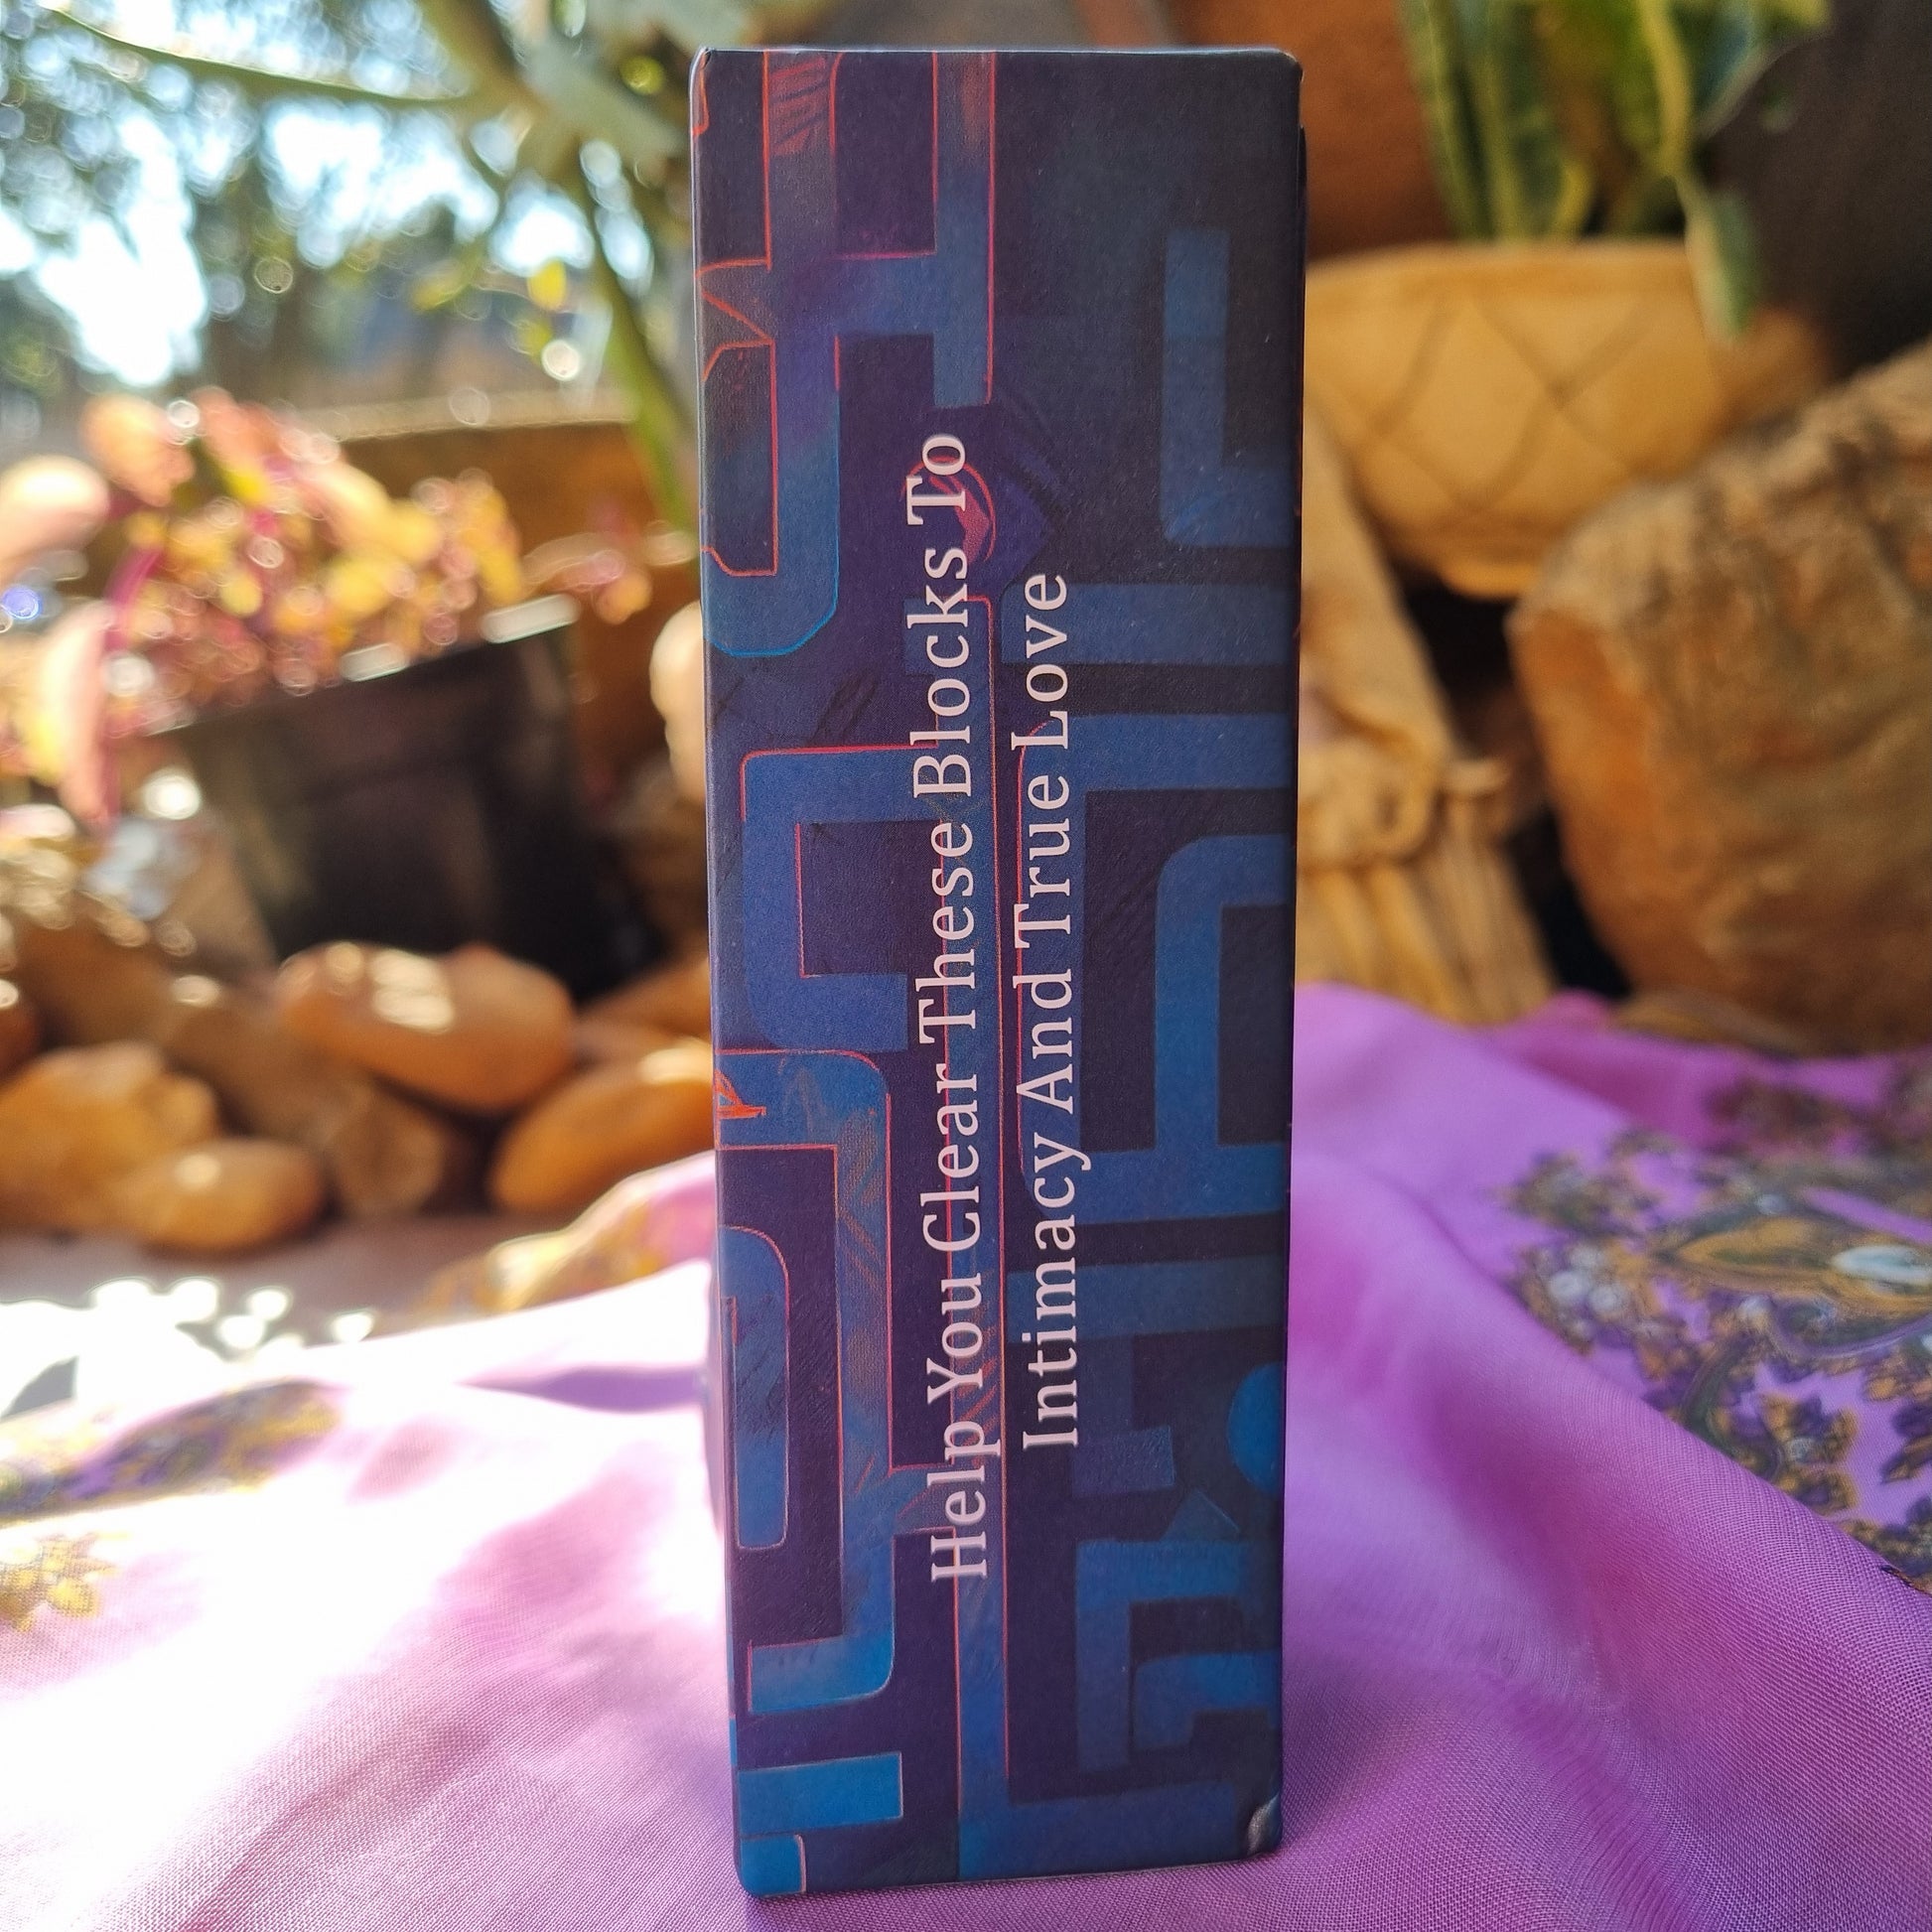 Help You Clear These Blocks To
Intimacy And True Love